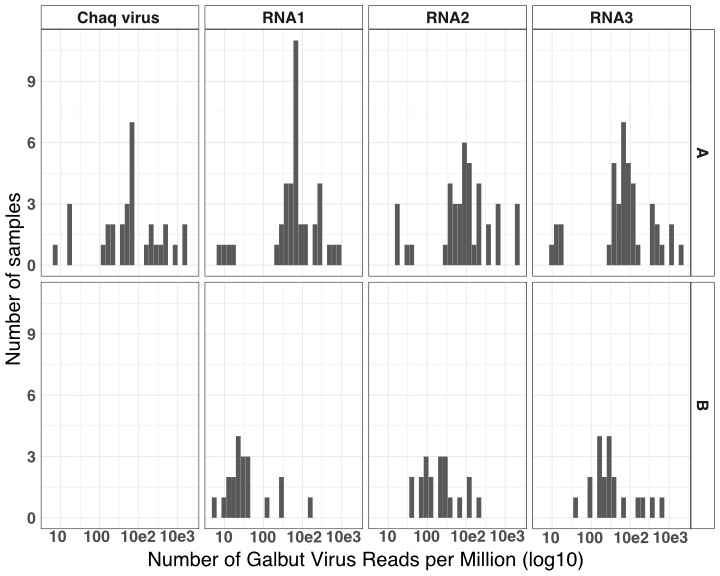 Chaq virus RNA1 RNA2 RNA3
9
6
3
0
A
9
6
3
0
B
Number of samples
10 100 10e2 10e3 10 100 10e2 10e3 10 100 10e2 10e3 10 100 10e2 10e3
Number of Galbut Virus Reads per Million (log10)